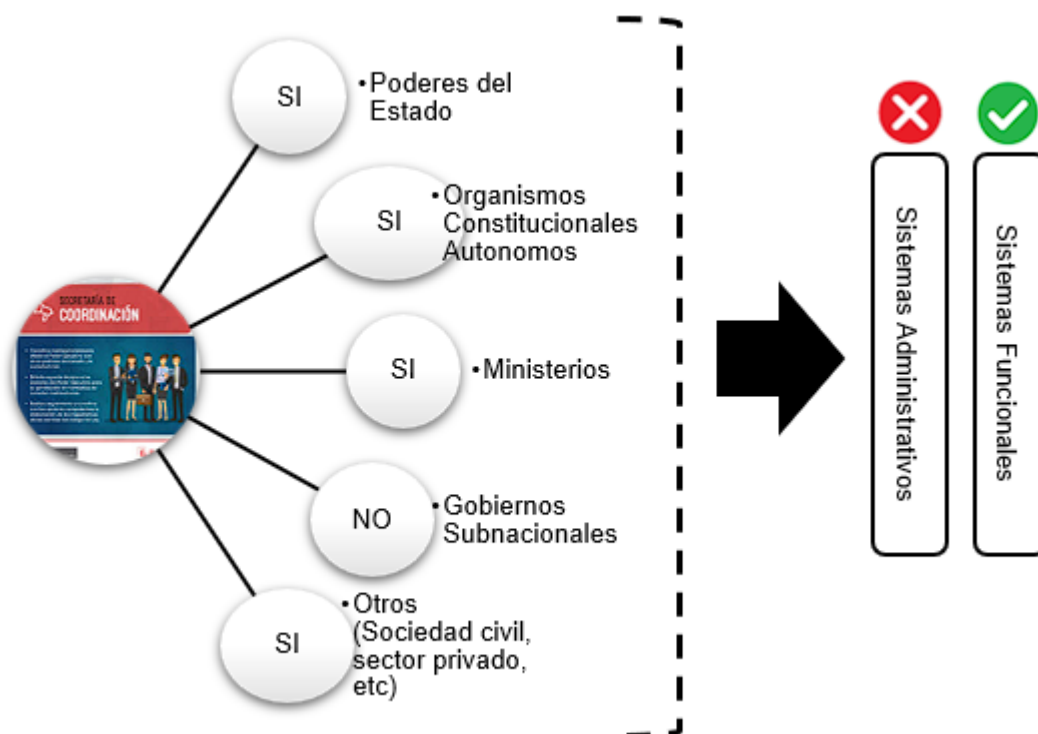 SI
•Poderes del
Estado
SI
•Organismos
Constitucionales
Autonomos
SECRETARÍA DE
COORDINACIÓN
SI
•Ministerios
NO
•Gobiernos
Subnacionales
SI
•Otros
(Sociedad civil,
sector privado,
etc)
Sistemas Administrativos
Sistemas Funcionales